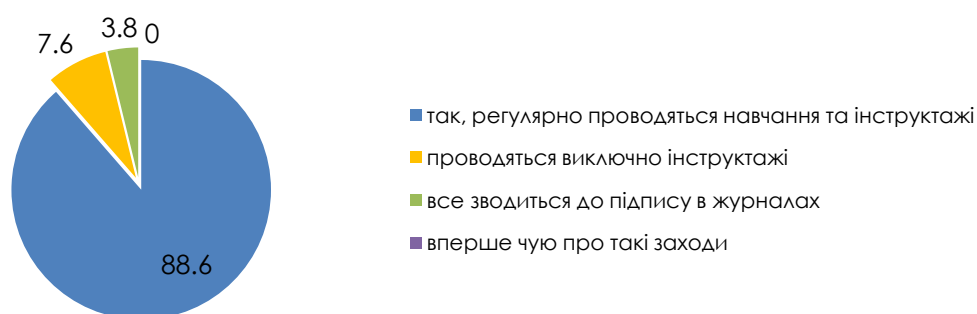 3.8 0
7.6
88.6
так, регулярно проводяться навчання та інструктажі
проводяться виключно інструктажі
все зводиться до підпису в журналах
вперше чую про такі заходи